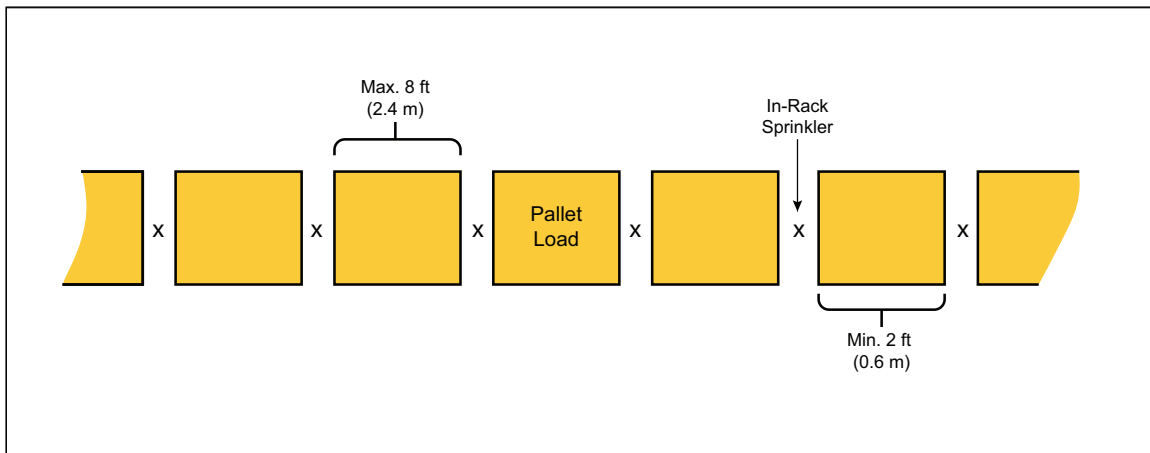 Max. 8 ft
(2.4 m)
In-Rack
Sprinkler
x
x
x
Pallet
Load
x
x
x
Min. 2 ft
(0.6 m)